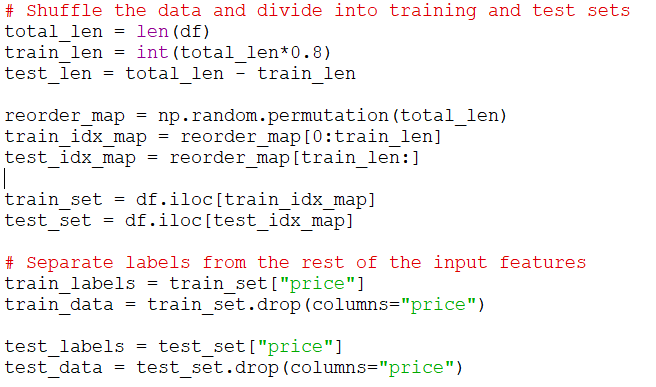 # Shuffle the data and divide into training and test sets
total_len = len(df)
train_len = int(total_len*0.8)
test_len = total_len - train_len
reorder_map = np.random.permutation(total_len)
train_idx_map = reorder_map[0:train_len]
test_idx_map = reorder_map[train_len:]
train_set = df.iloc[train_idx_map]
test_set = df.iloc[test_idx_map]
# Separate labels from the rest of the input features
train_labels = train_set["price"]
train_data = train_set.drop(columns="price")
test_labels = test_set["price"]
test_data = test_set.drop(columns="price")